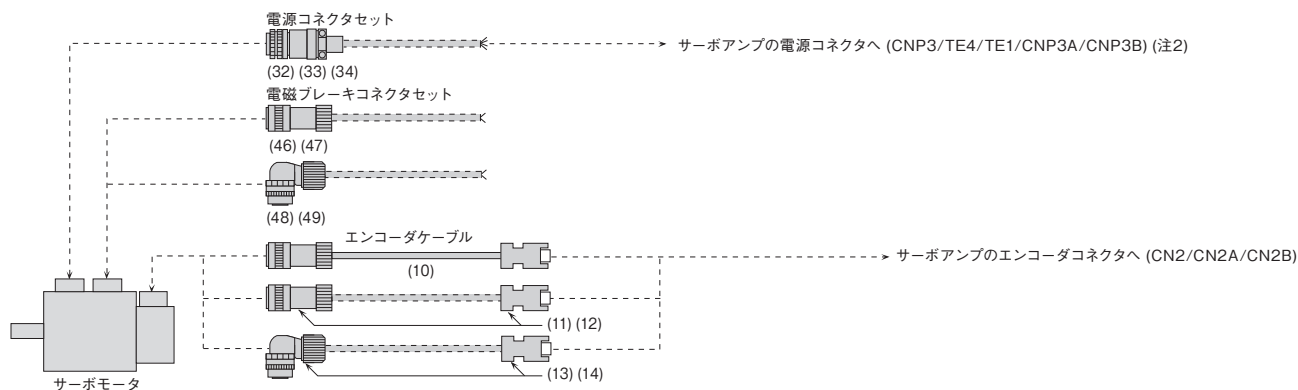 電源コネクタセット
サーボアンプの電源コネクタへ (CNP3/TE4/TE1/CNP3A/CNP3B) (注2)
(32) (33) (34)
電磁ブレーキコネクタセット
(46) (47)
(48) (49)
エンコーダケーブル
サーボアンプのエンコーダコネクタへ (CN2/CN2A/CN2B)
(10)
(11) (12)
(13) (14)
サーボモータ